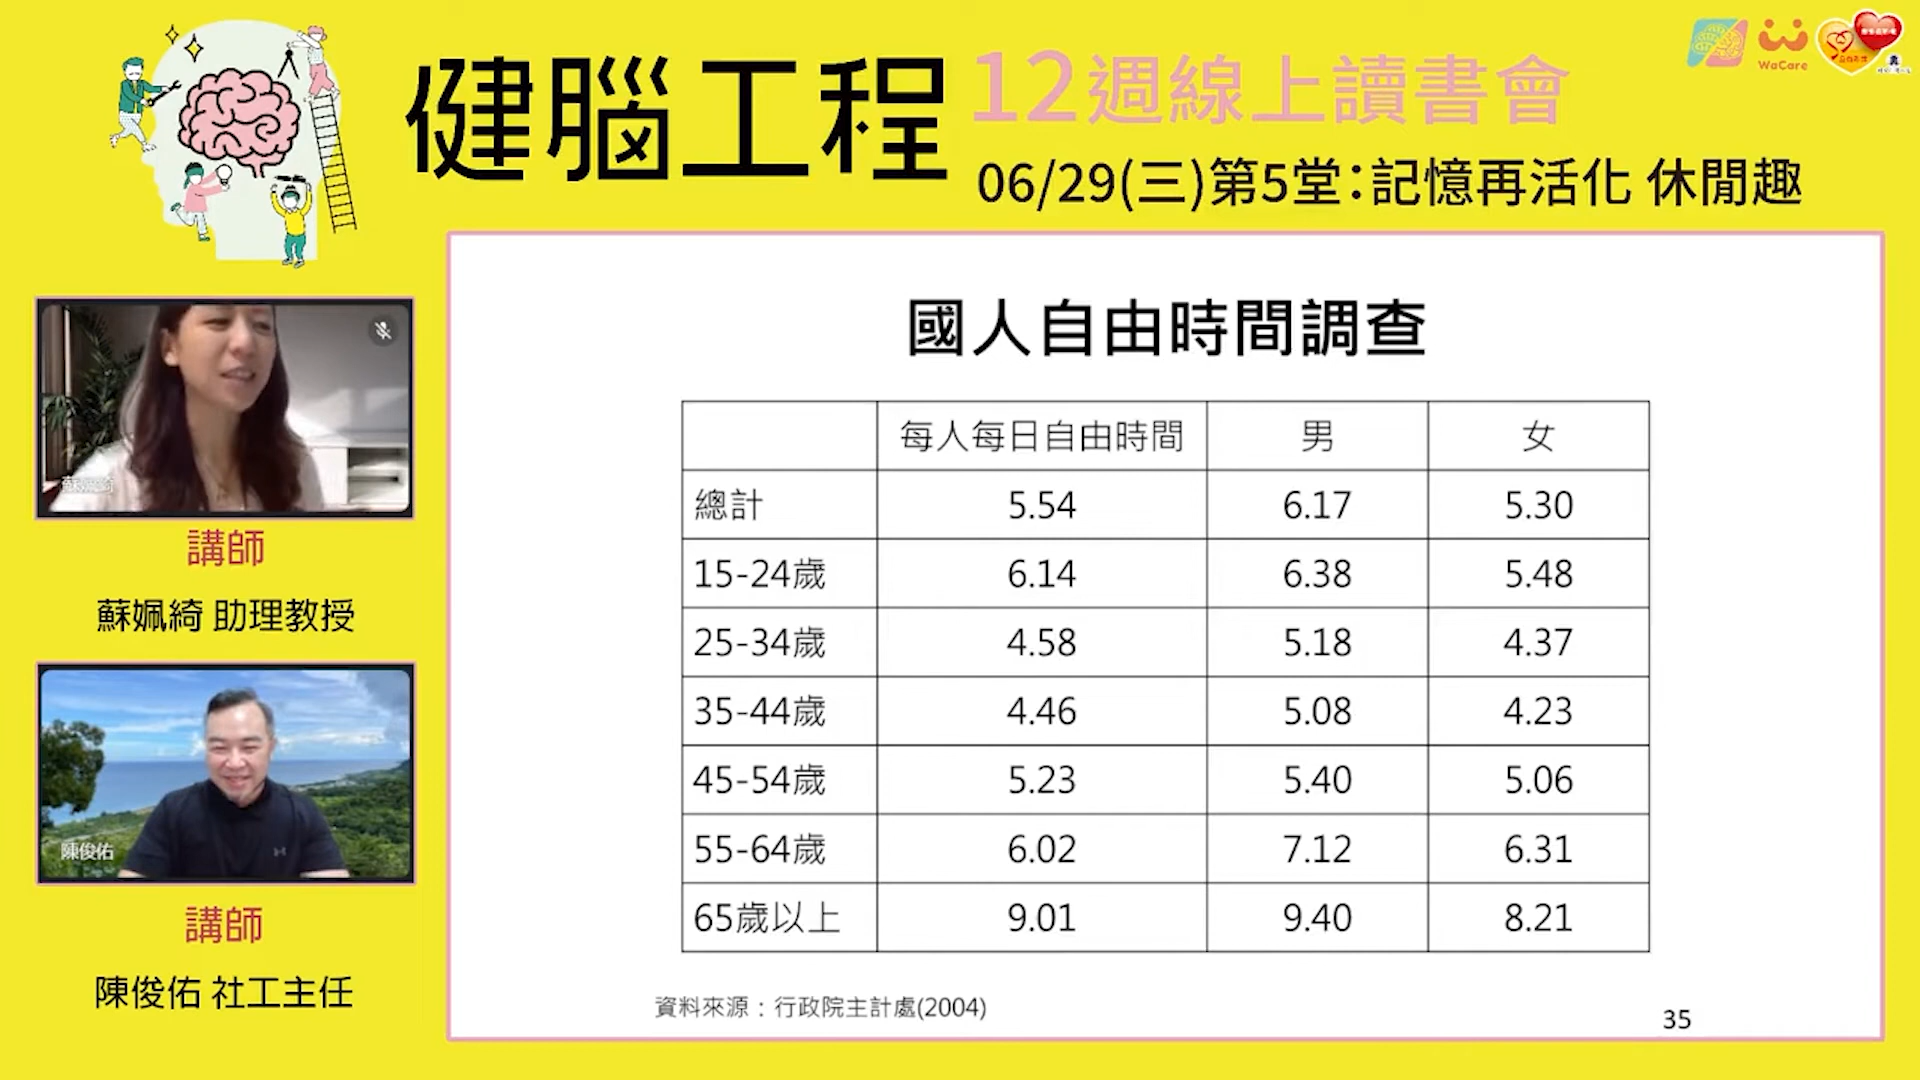 健腦工程
12週線上讀書會
06/29(三)第5堂：記憶再活化 休閒趣
WaCare
講師
蘇姵綺 助理教授
陳俊佑
講師
陳俊佑 社工主任
國人自由時間調查
每人每日自由時間 男 女
總計 5.54 6.17 5.30
15-24歲 6.14 6.38 5.48
25-34歲 4.58 5.18 4.37
35-44歲 4.46 5.08 4.23
45-54歲 5.23 5.40 5.06
55-64歲 6.02 7.12 6.31
65歲以上 9.01 9.40 8.21
資料來源：行政院主計處(2004)
35